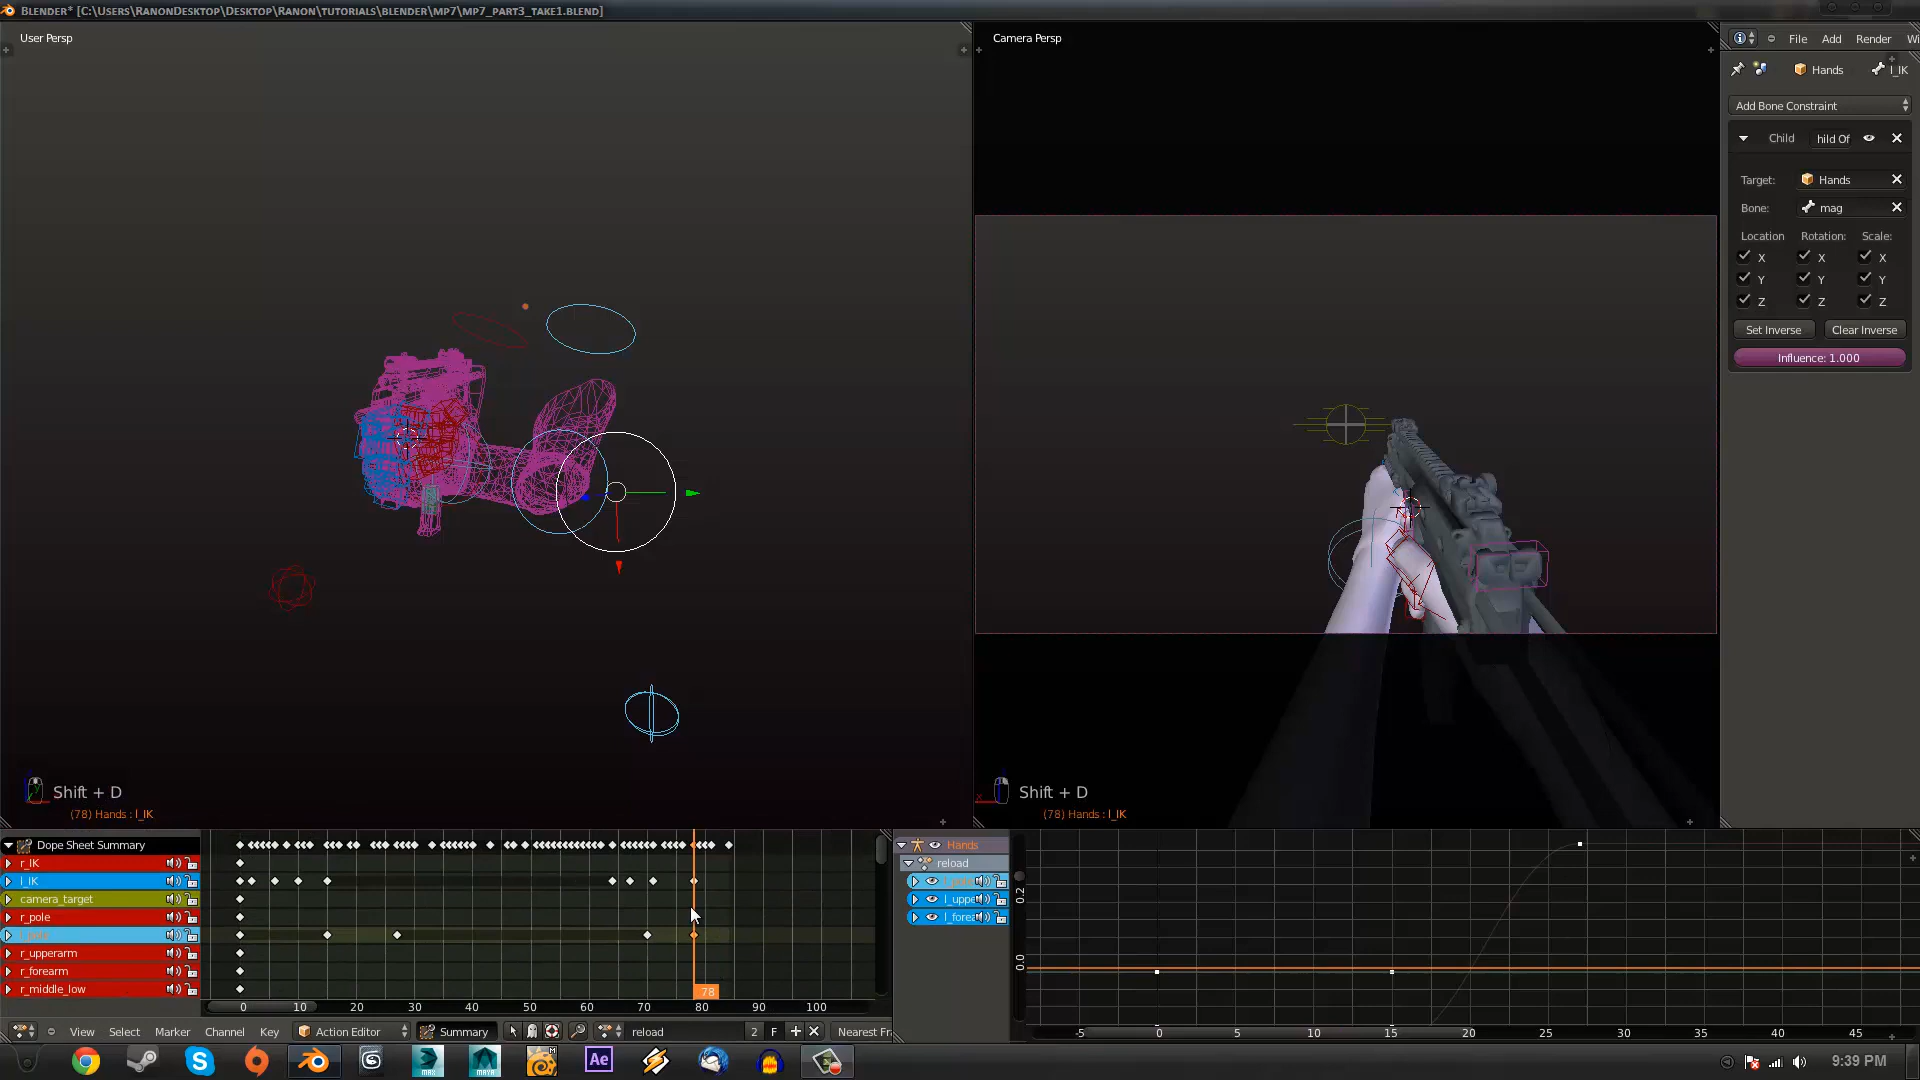 BLENDER* [C:\USERS\RANONDESKTOP\DESKTOP\RANON\TUTORIALS\BLENDER\MP7\MP7_PART3_TAKE1.BLEND]
User Persp
Camera Persp
File Add Render Wi
Hands l_IK
Add Bone Constraint
Child hild Of
Target: Hands
Bone: mag
Location Rotation: Scale:
X X X
Y Y Y
Z Z Z
Set Inverse Clear Inverse
Influence: 1.000
Shift + D
(78) Hands : l_IK
Shift + D
(78) Hands : l_IK
Dope Sheet Summary
r_IK
l_IK
camera_target
r_pole
r_upperarm
r_forearm
r_middle_low
0 10 20 30 40 50 60 70 80 90 100
78
View Select Marker Channel Key Action Editor Summary reload 2 F Nearest Fr
Hands
reload
l_uppe
l_forea
0.2
0.0
-5 0 5 10 15 20 25 30 35 40 45
MAX
MAYA
Ae
9:39 PM